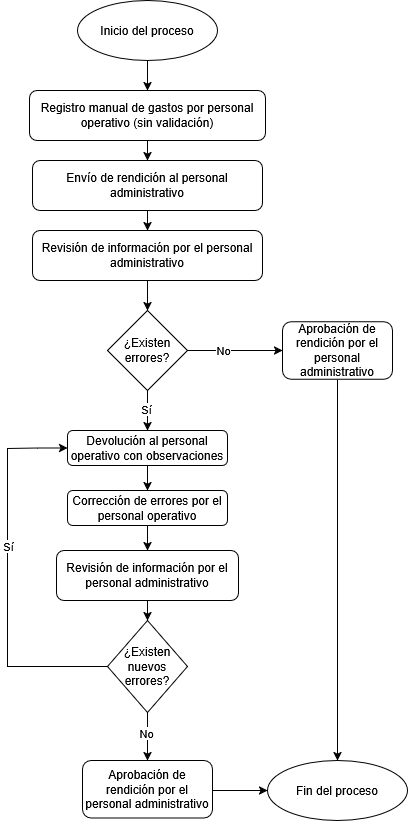 Inicio del proceso
Registro manual de gastos por personal
operativo (sin validación)
Envío de rendición al personal
administrativo
Revisión de información por el personal
administrativo
¿Existen
errores?
No
Aprobación de
rendición por el
personal
administrativo
Sí
Devolución al personal
operativo con observaciones
Corrección de errores por el
personal operativo
Sí
Revisión de información por el
personal administrativo
¿Existen
nuevos
errores?
No
Aprobación de
rendición por el
personal administrativo
Fin del proceso